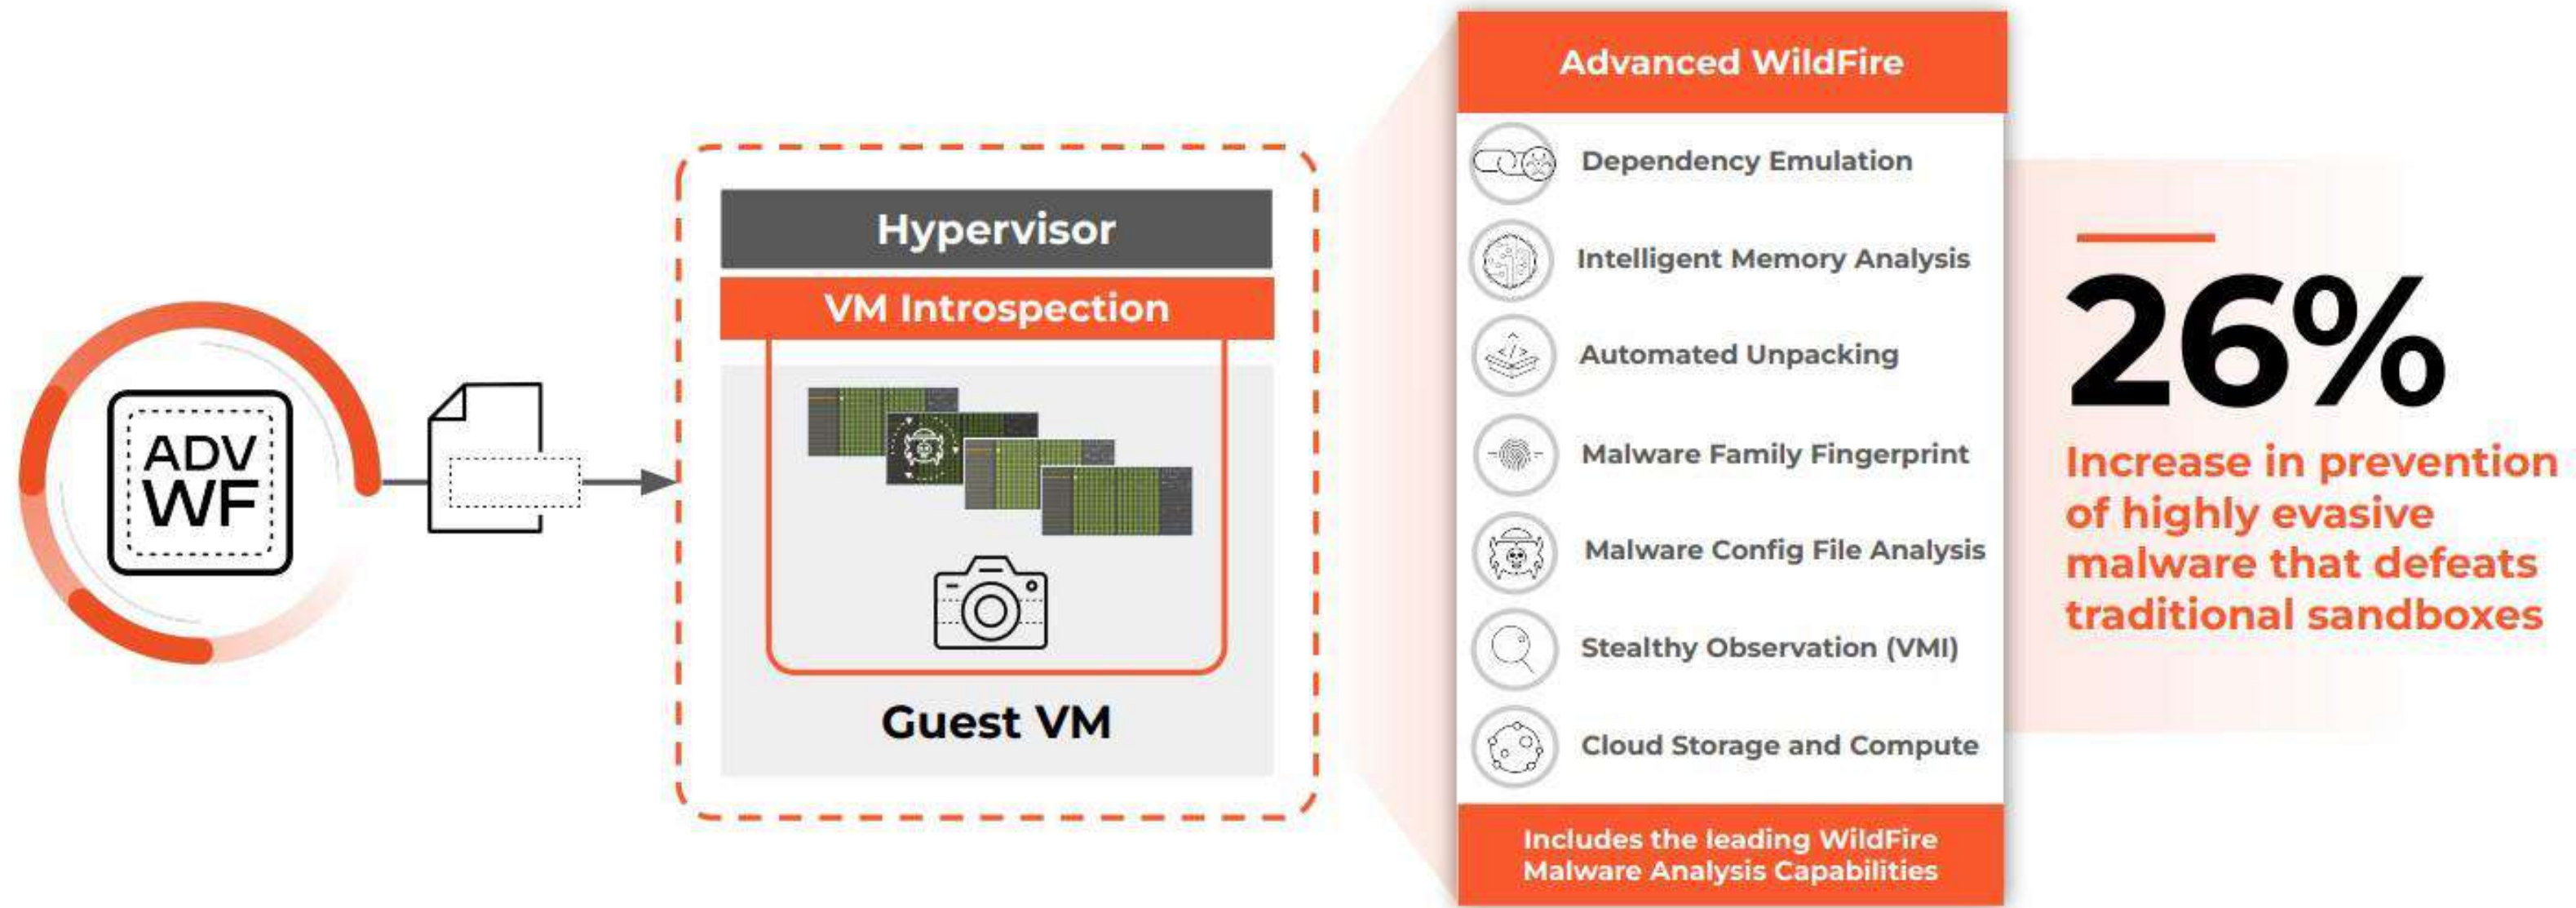 ADV
WF
Hypervisor
VM Introspection
Guest VM
Advanced WildFire
Dependency Emulation
Intelligent Memory Analysis
Automated Unpacking
Malware Family Fingerprint
Malware Config File Analysis
Stealthy Observation (VMI)
Cloud Storage and Compute
Includes the leading WildFire
Malware Analysis Capabilities
26%
Increase in prevention
of highly evasive
malware that defeats
traditional sandboxes